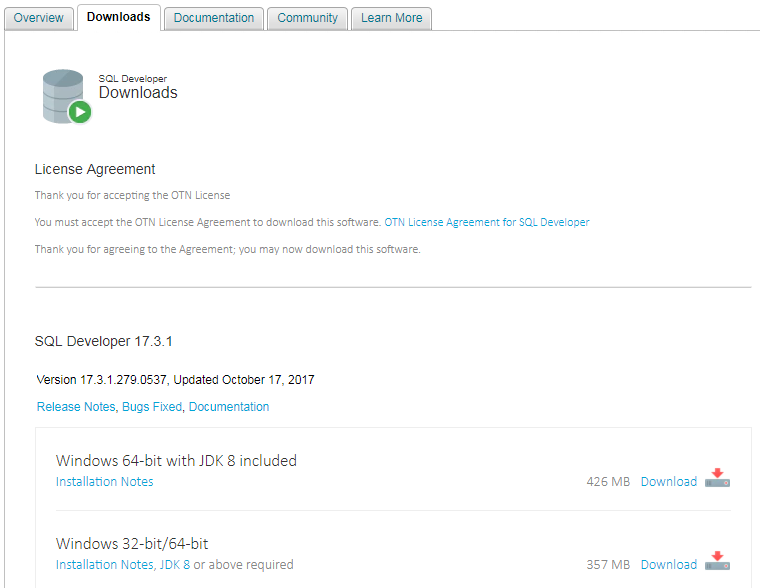 Overview Downloads Documentation Community Learn More
SQL Developer
Downloads
License Agreement
Thank you for accepting the OTN License
You must accept the OTN License Agreement to download this software. OTN License Agreement for SQL Developer
Thank you for agreeing to the Agreement; you may now download this software.
SQL Developer 17.3.1
Version 17.3.1.279.0537, Updated October 17, 2017
Release Notes, Bugs Fixed, Documentation
Windows 64-bit with JDK 8 included
Installation Notes 426 MB Download
Windows 32-bit/64-bit
Installation Notes, JDK 8 or above required 357 MB Download